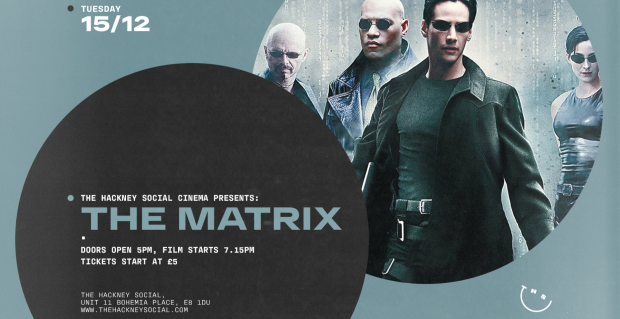 TUESDAY
15/12
THE HACKNEY SOCIAL CINEMA PRESENTS:
THE MATRIX
DOORS OPEN 5PM, FILM STARTS 7.15PM
TICKETS START AT £5
THE HACKNEY SOCIAL,
UNIT 11 BOHEMIA PLACE, E8 1DU
WWW.THEHACKNEYSOCIAL.COM